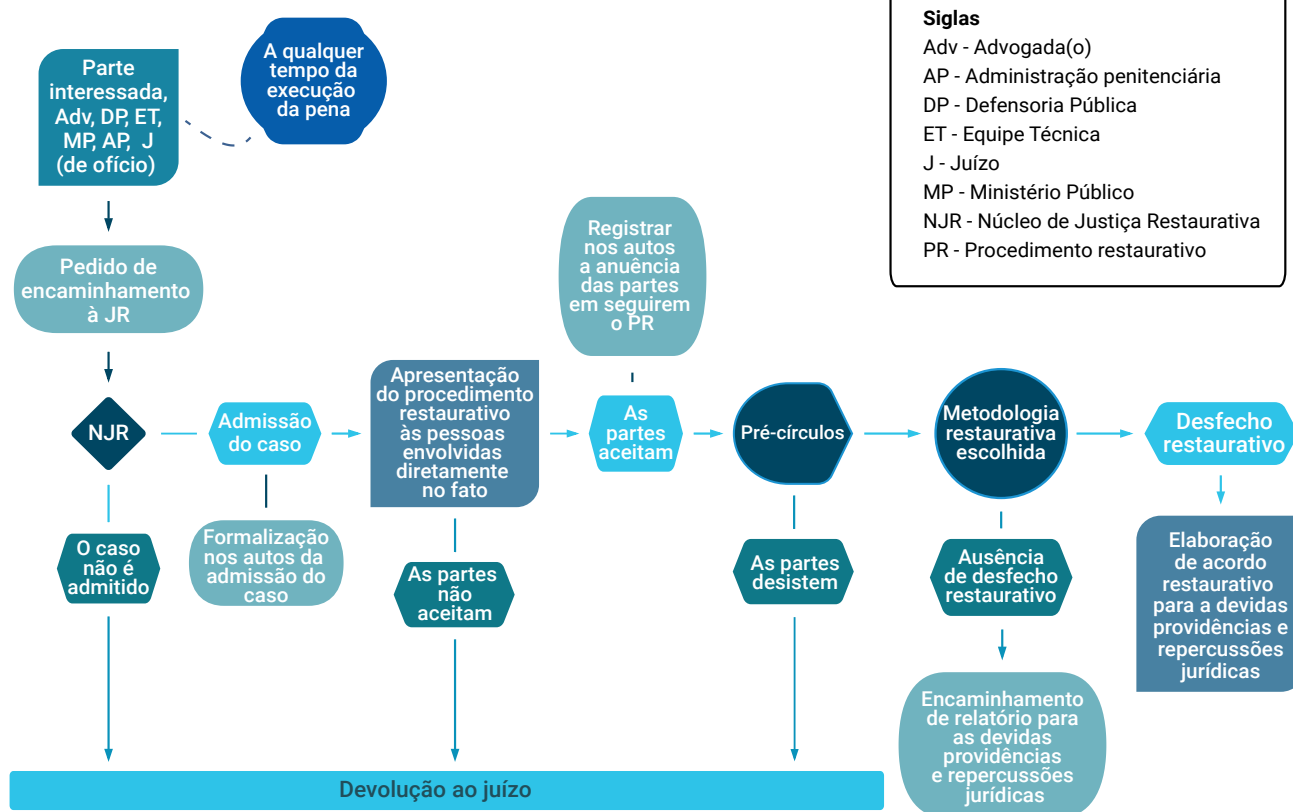 Siglas
Adv - Advogada(o)
AP - Administração penitenciária
DP - Defensoria Pública
ET - Equipe Técnica
J - Juízo
MP - Ministério Público
NJR - Núcleo de Justiça Restaurativa
PR - Procedimento restaurativo
Parte
interessada,
Adv, DP, ET,
MP, AP, J
(de ofício)
A qualquer
tempo da
execução
da pena
Pedido de
encaminhamento
à JR
NJR
Admissão
do caso
Formalização
nos autos da
admissão do
caso
O caso
não é
admitido
Apresentação
do procedimento
restaurativo
às pessoas
envolvidas
diretamente
no fato
As partes
não
aceitam
Registrar
nos autos
a anuência
das partes
em seguirem
o PR
As
partes
aceitam
Pré-círculos
As partes
desistem
Metodologia
restaurativa
escolhida
Ausência
de desfecho
restaurativo
Encaminhamento
de relatório para
as devidas
providências
e repercussões
jurídicas
Desfecho
restaurativo
Elaboração
de acordo
restaurativo
para a devidas
providências e
repercussões
jurídicas
Devolução ao juízo